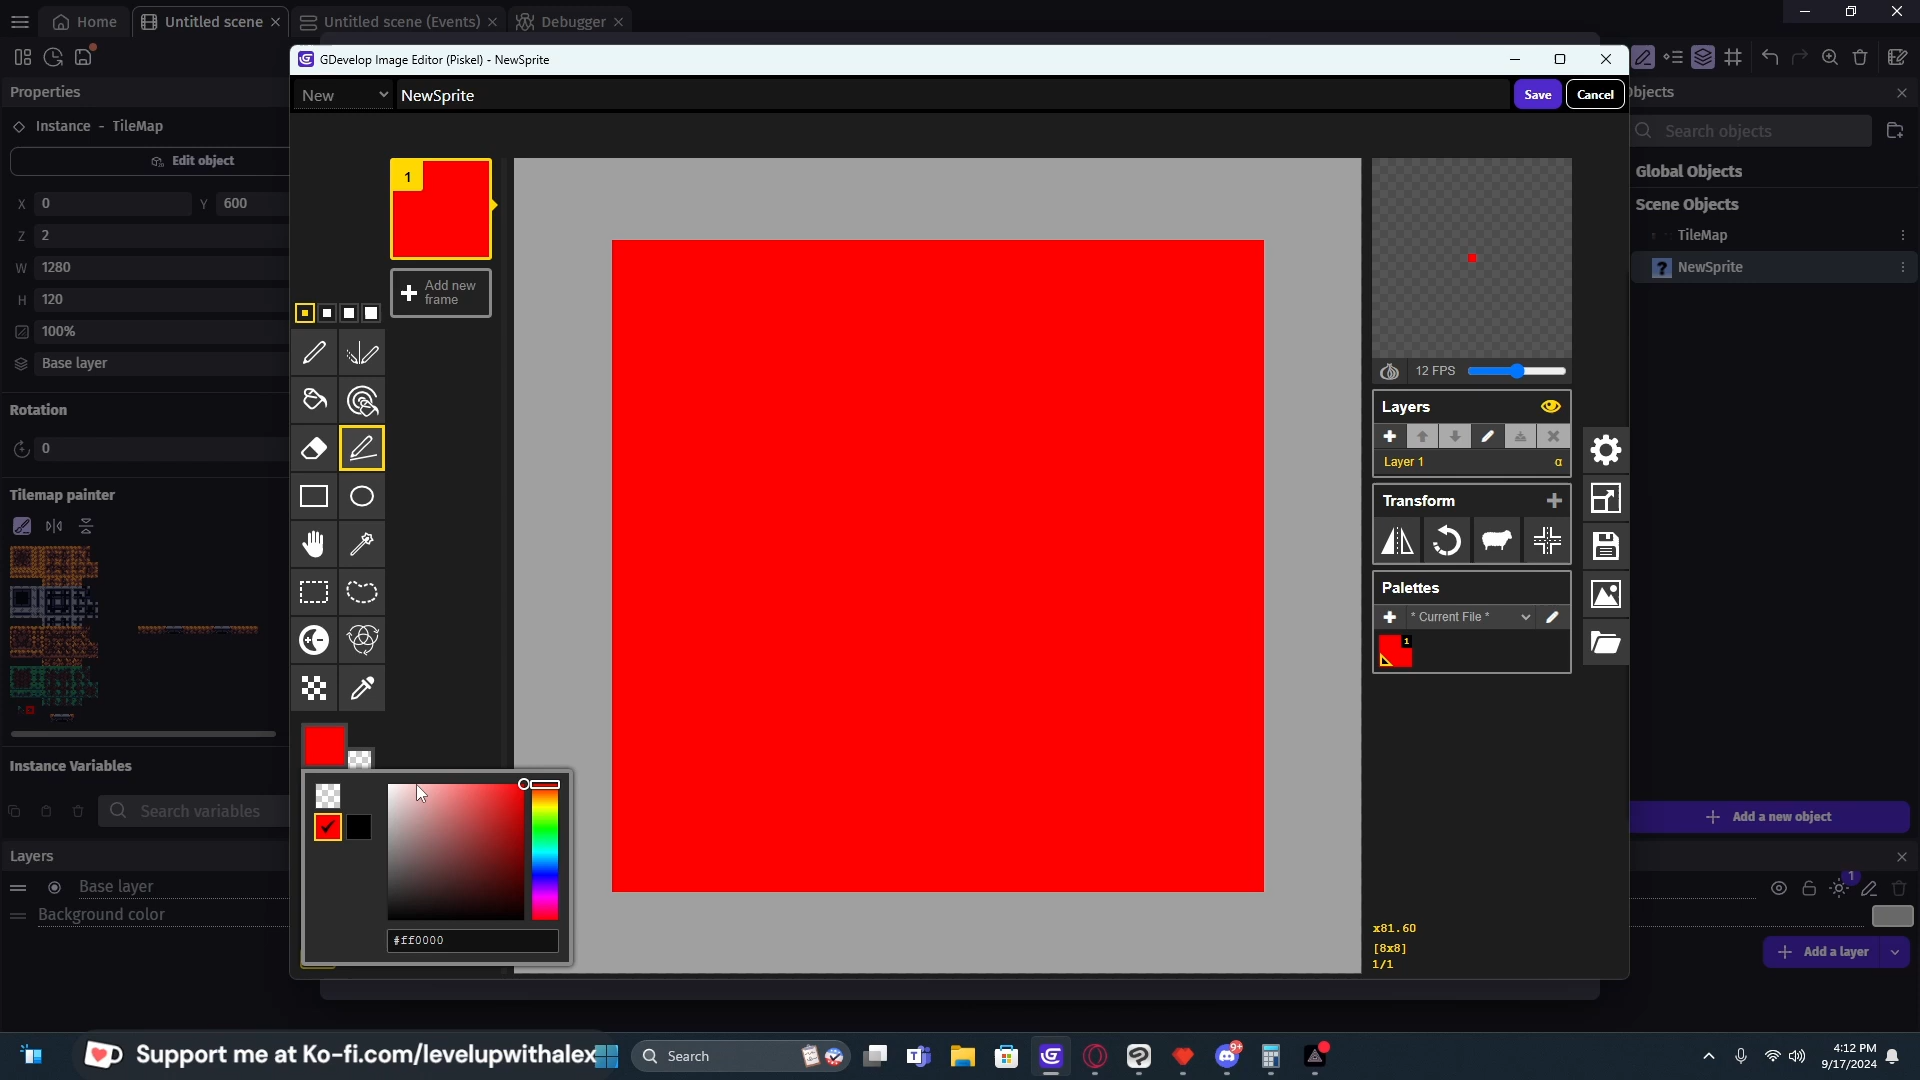 Home
Untitled scene
Untitled scene (Events)
Debugger
GDevelop Image Editor (Piskel) - NewSprite
New
NewSprite
Save
Cancel
Properties
Instance - TileMap
Edit object
X 0 Y 600
Z 2
W 1280
H 120
100%
Base layer
Rotation
0
Tilemap painter
Instance Variables
Search variables
Layers
Base layer
Background color
1
Add new
frame
#ff0000
12 FPS
Layers
Layer 1 α
Transform
Palettes
* Current File *
1
x81.60
[8x8]
1/1
bjects
Search objects
Global Objects
Scene Objects
TileMap
? NewSprite
Add a new object
1
Add a layer
Support me at Ko-fi.com/levelupwithalex
Search
9+
4:12 PM
9/17/2024